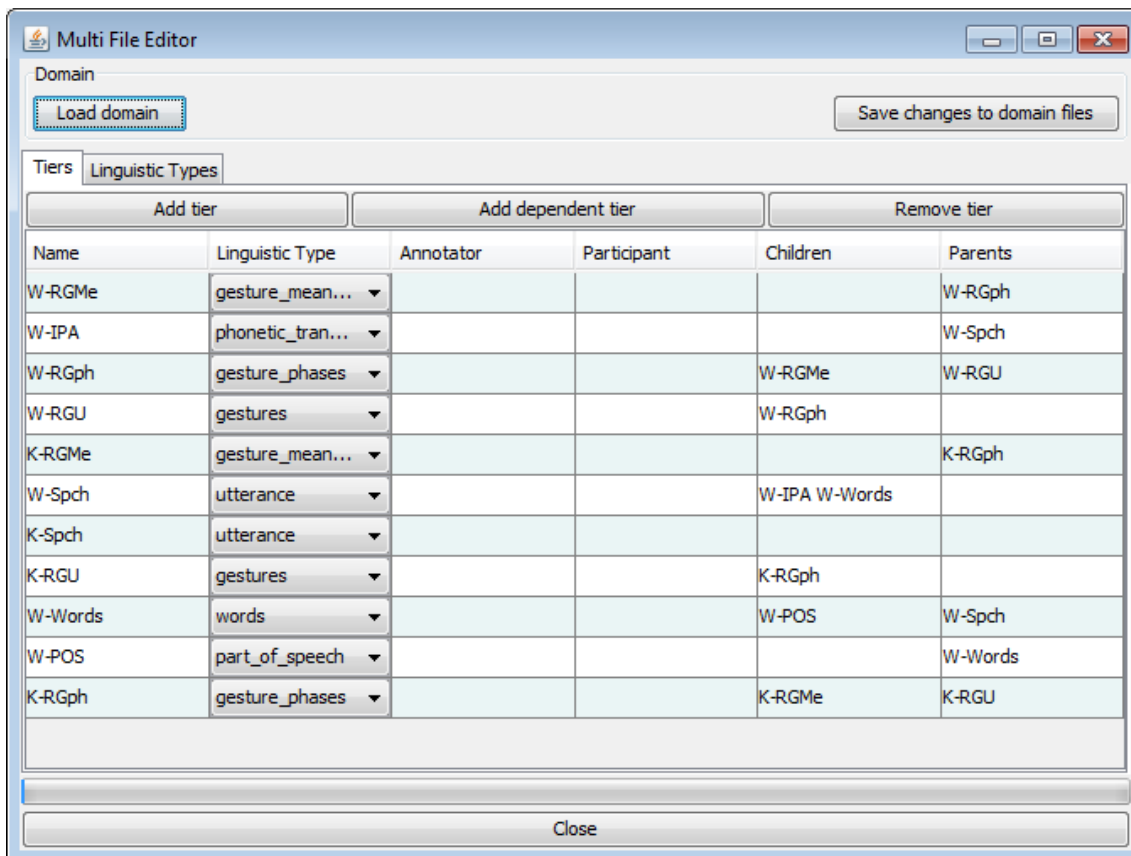 Multi File Editor
Domain
Load domain Save changes to domain files
Tiers Linguistic Types
Add tier Add dependent tier Remove tier
Name Linguistic Type Annotator Participant Children Parents
W-RGMe gesture_mean... W-RGph
W-IPA phonetic_tran... W-Spch
W-RGph gesture_phases W-RGMe W-RGU
W-RGU gestures W-RGph
K-RGMe gesture_mean... K-RGph
W-Spch utterance W-IPA W-Words
K-Spch utterance
K-RGU gestures K-RGph
W-Words words W-POS W-Spch
W-POS part_of_speech W-Words
K-RGph gesture_phases K-RGMe K-RGU
Close